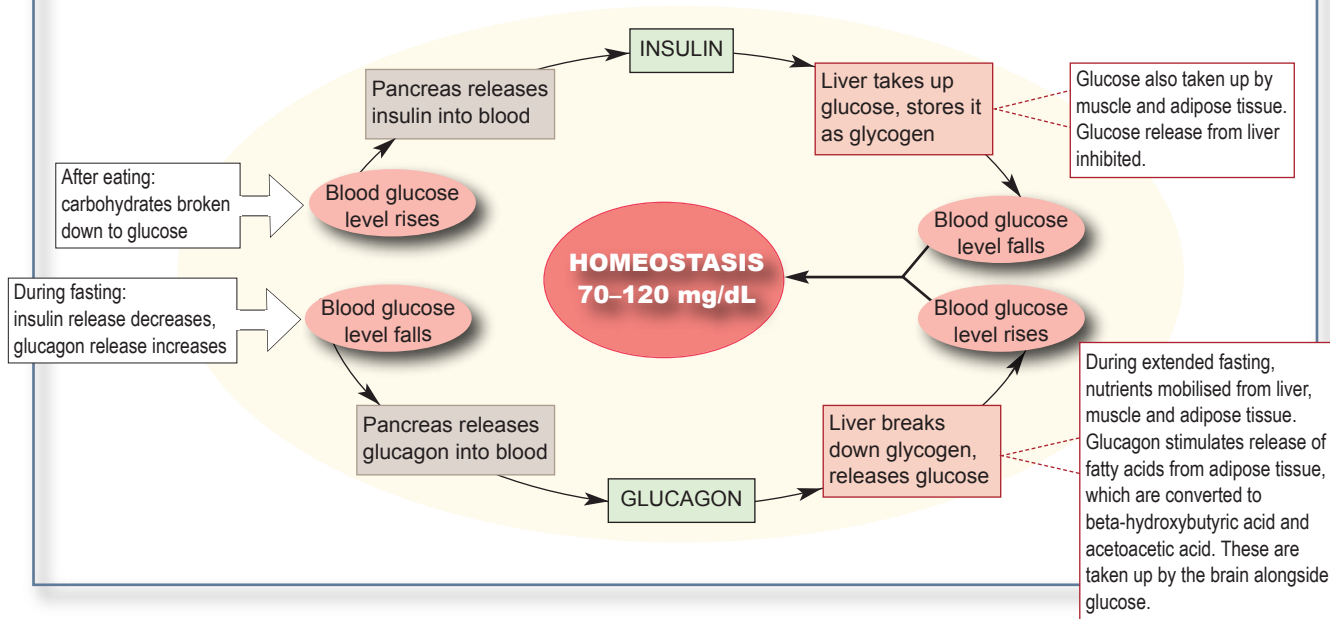 INSULIN
Pancreas releases
insulin into blood
Liver takes up
glucose, stores it
as glycogen
Glucose also taken up by
muscle and adipose tissue.
Glucose release from liver
inhibited.
After eating:
carbohydrates broken
down to glucose
Blood glucose
level rises
Blood glucose
level falls
HOMEOSTASIS
70–120 mg/dL
During fasting:
insulin release decreases,
glucagon release increases
Blood glucose
level falls
Blood glucose
level rises
Pancreas releases
glucagon into blood
GLUCAGON
Liver breaks
down glycogen,
releases glucose
During extended fasting,
nutrients mobilised from liver,
muscle and adipose tissue.
Glucagon stimulates release of
fatty acids from adipose tissue,
which are converted to
beta-hydroxybutyric acid and
acetoacetic acid. These are
taken up by the brain alongside
glucose.